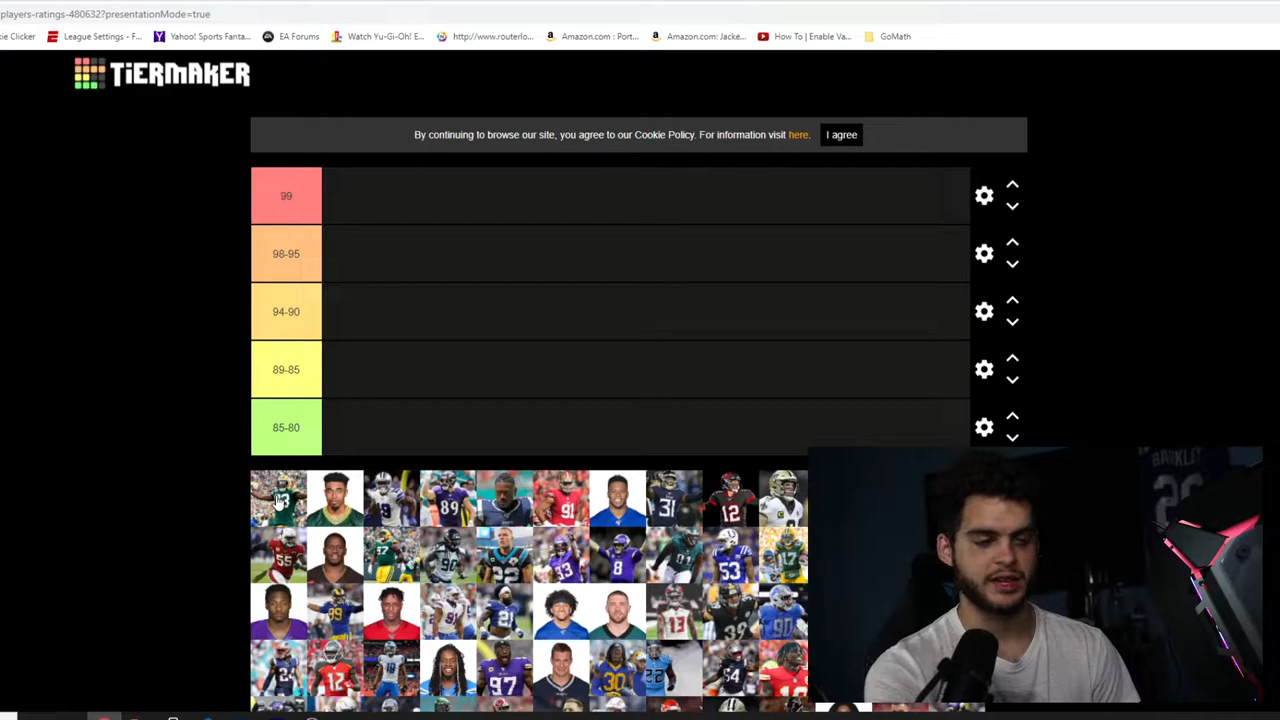 players-ratings-480632?presentationMode=true
kie Clicker League Settings - F... Yahoo! Sports Fanta... EA Forums Watch Yu-Gi-Oh! E... http://www.routerlo... Amazon.com : Port... Amazon.com: Jacke... How To | Enable Va... GoMath
TiERMAKER
By continuing to browse our site, you agree to our Cookie Policy. For information visit here. I agree
99
98-95
94-90
89-85
85-80
BARKLEY